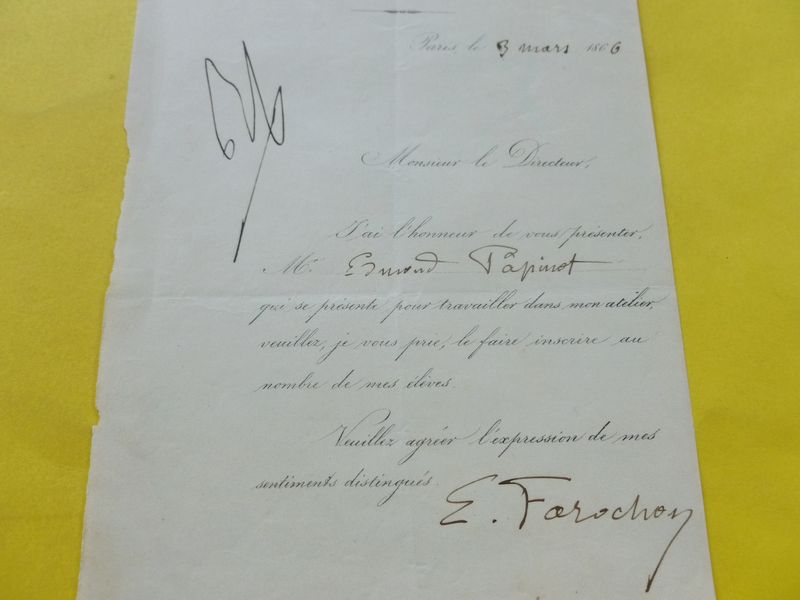 Paris, le 3 mars 1866
Monsieur le Directeur,
J'ai l'honneur de vous présenter,
Mr. Edmond Pâpinot
qui se présente pour travailler dans mon atelier,
veuillez, je vous prie, le faire inscrire au
nombre de mes élèves.
Veuillez agréer l'expression de mes
sentiments distingués.
E. Farochon